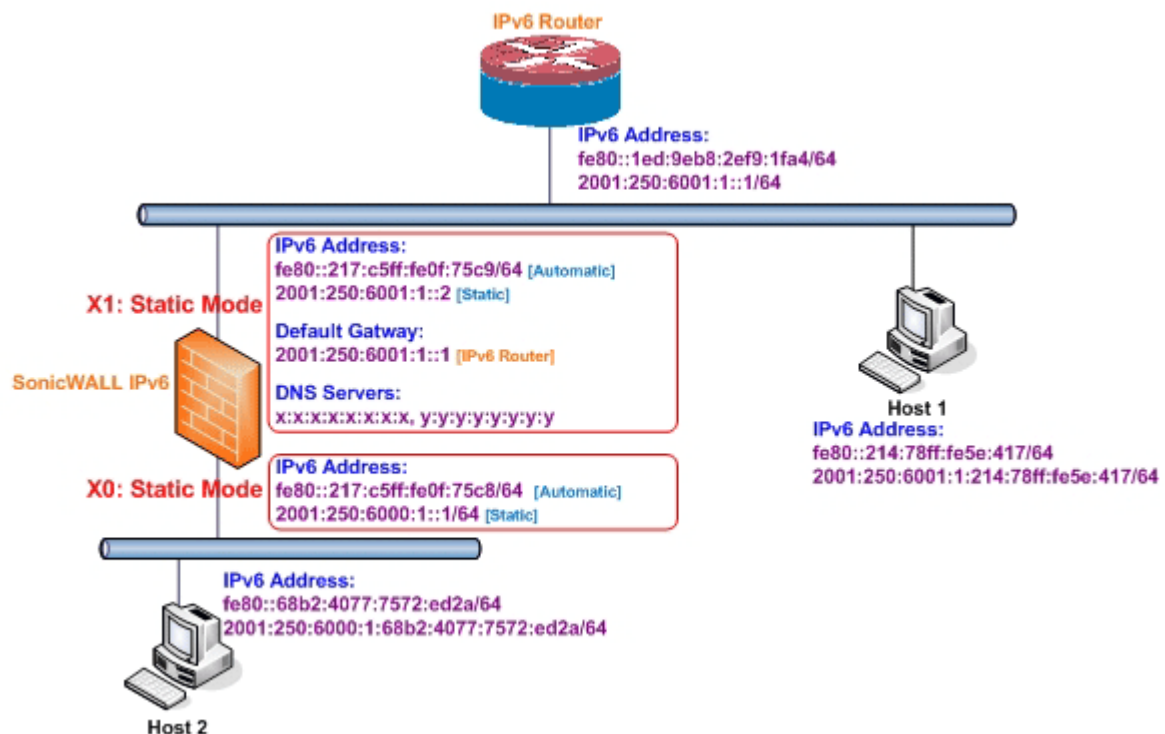 IPv6 Router
IPv6 Address:
fe80::1ed:9eb8:2ef9:1fa4/64
2001:250:6001:1::1/64
IPv6 Address:
fe80::217:c5ff:fe0f:75c9/64 [Automatic]
2001:250:6001:1::2 [Static]
X1: Static Mode
Default Gatway:
2001:250:6001:1::1 [IPv6 Router]
SonicWALL IPv6
DNS Servers:
x:x:x:x:x:x:x:x, y:y:y:y:y:y:y:y
Host 1
IPv6 Address:
fe80::214:78ff:fe5e:417/64
2001:250:6001:1:214:78ff:fe5e:417/64
X0: Static Mode
IPv6 Address:
fe80::217:c5ff:fe0f:75c8/64 [Automatic]
2001:250:6000:1::1/64 [Static]
IPv6 Address:
fe80::68b2:4077:7572:ed2a/64
2001:250:6000:1:68b2:4077:7572:ed2a/64
Host 2